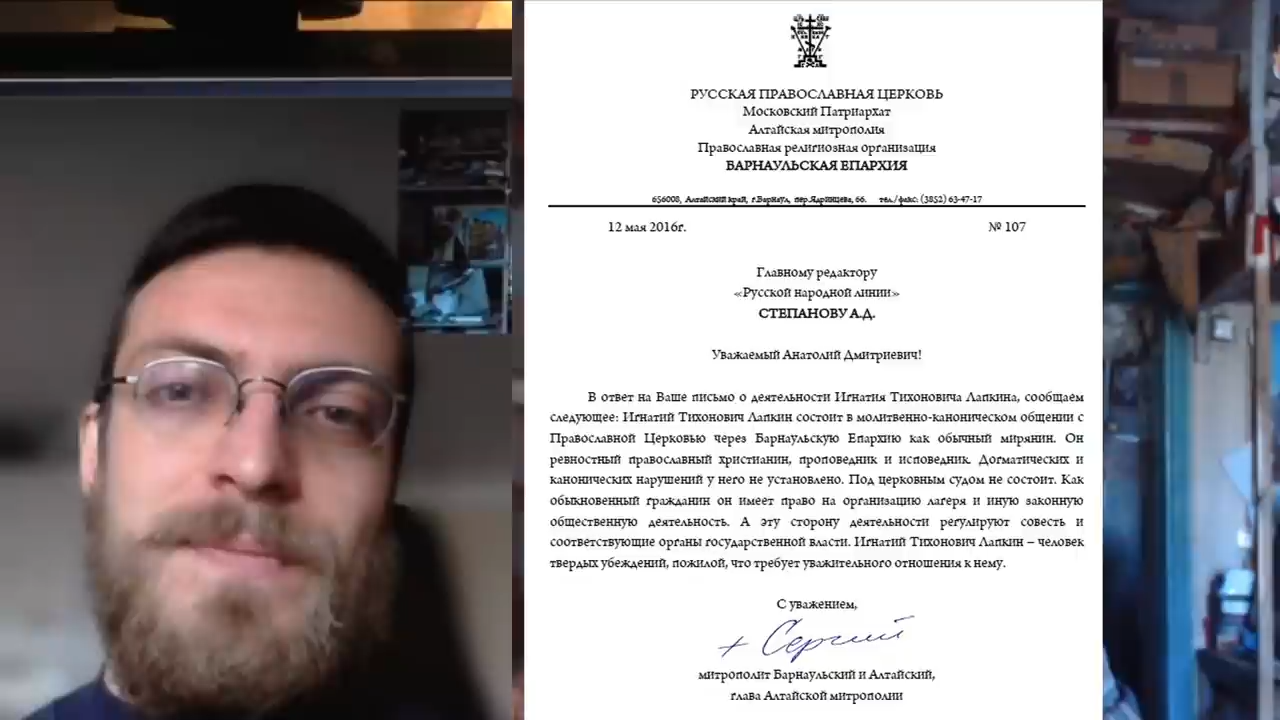 РУССКАЯ ПРАВОСЛАВНАЯ ЦЕРКОВЬ
Московский Патриархат
Алтайская митрополия
Православная религиозная организация
БАРНАУЛЬСКАЯ ЕПАРХИЯ
656008, Алтайский край, г.Барнаул, пер.Ядринцева, 66. тел./факс: (3852) 63-47-17
12 мая 2016г. № 107
Главному редактору
«Русской народной линии»
СТЕПАНОВУ А.Д.
Уважаемый Анатолий Дмитриевич!
В ответ на Ваше письмо о деятельности Игнатия Тихоновича Лапкина, сообщаем
следующее: Игнатий Тихонович Лапкин состоит в молитвенно-каноническом общении с
Православной Церковью через Барнаульскую Епархию как обычный мирянин. Он
ревностный православный христианин, проповедник и исповедник. Догматических и
канонических нарушений у него не установлено. Под церковным судом не состоит. Как
обыкновенный гражданин он имеет право на организацию лагеря и иную законную
общественную деятельность. А эту сторону деятельности регулируют совесть и
соответствующие органы государственной власти. Игнатий Тихонович Лапкин – человек
твердых убеждений, пожилой, что требует уважительного отношения к нему.
С уважением,
+ Сергий
митрополит Барнаульский и Алтайский,
глава Алтайской митрополии